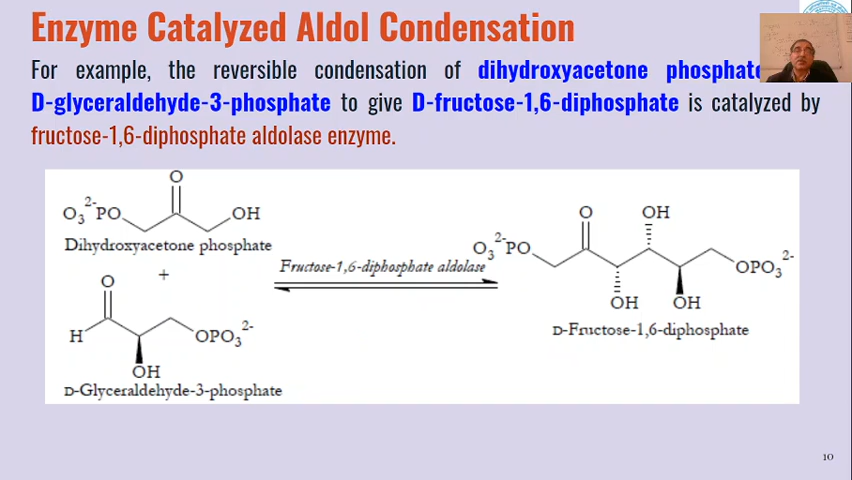 Enzyme Catalyzed Aldol Condensation
For example, the reversible condensation of dihydroxyacetone phosphate
D-glyceraldehyde-3-phosphate to give D-fructose-1,6-diphosphate is catalyzed by
fructose-1,6-diphosphate aldolase enzyme.
O
O₃²⁻PO OH
Dihydroxyacetone phosphate
+
O
H OPO₃²⁻
OH
D-Glyceraldehyde-3-phosphate
Fructose-1,6-diphosphate aldolase
O OH
O₃²⁻PO OPO₃²⁻
OH OH
D-Fructose-1,6-diphosphate
10